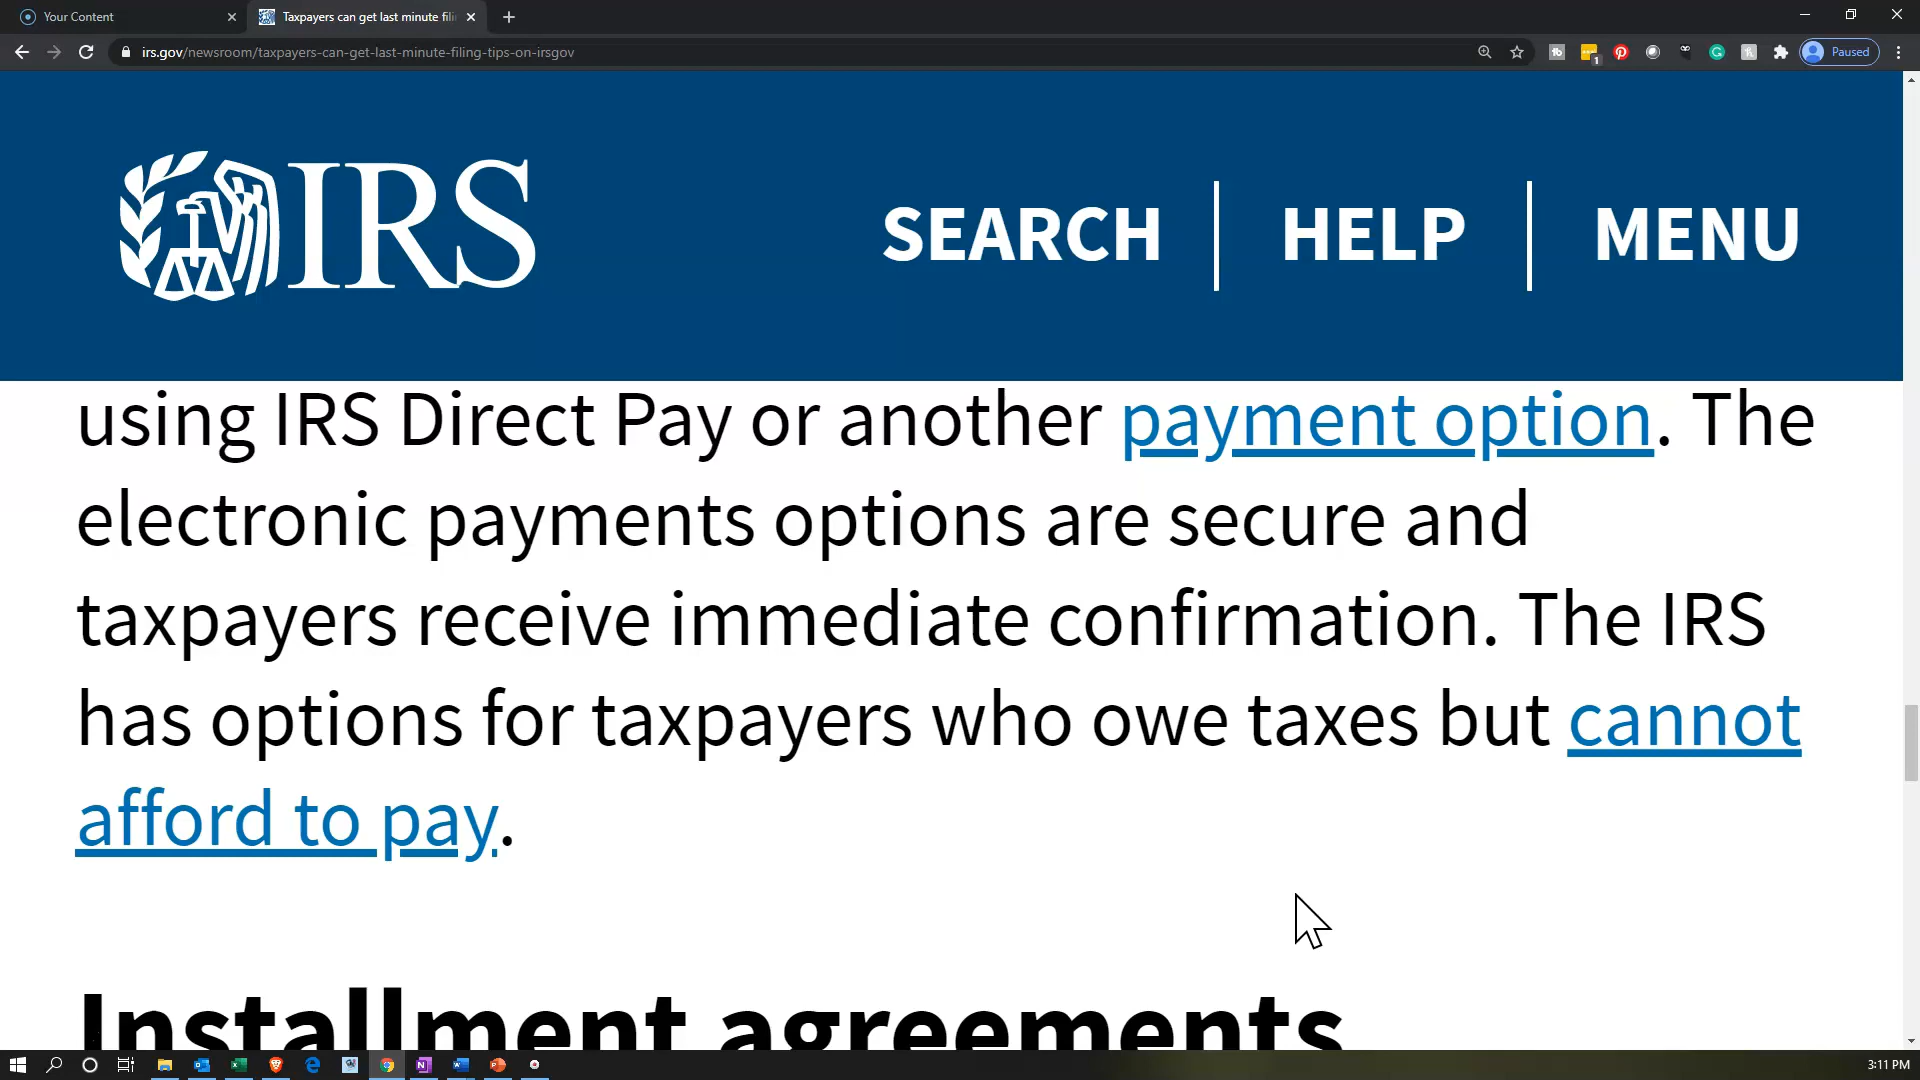 Your Content
Taxpayers can get last minute fili
irs.gov/newsroom/taxpayers-can-get-last-minute-filing-tips-on-irsgov
1
Paused
IRS
SEARCH
HELP
MENU
using IRS Direct Pay or another payment option. The
electronic payments options are secure and
taxpayers receive immediate confirmation. The IRS
has options for taxpayers who owe taxes but cannot
afford to pay.
Installment agreements
3:11 PM